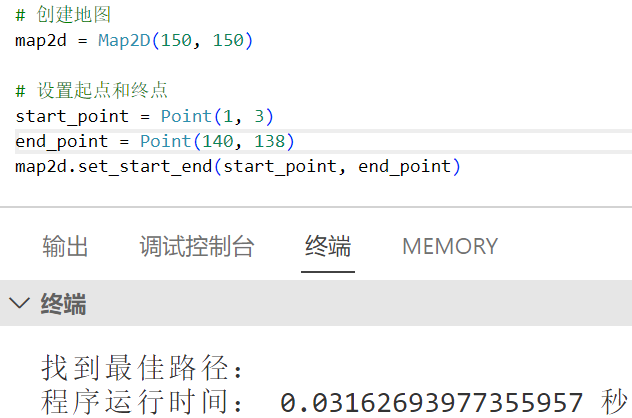 # 创建地图
map2d = Map2D(150, 150)
# 设置起点和终点
start_point = Point(1, 3)
end_point = Point(140, 138)
map2d.set_start_end(start_point, end_point)
输出 调试控制台 终端 MEMORY
终端
找到最佳路径：
程序运行时间： 0.03162693977355957 秒